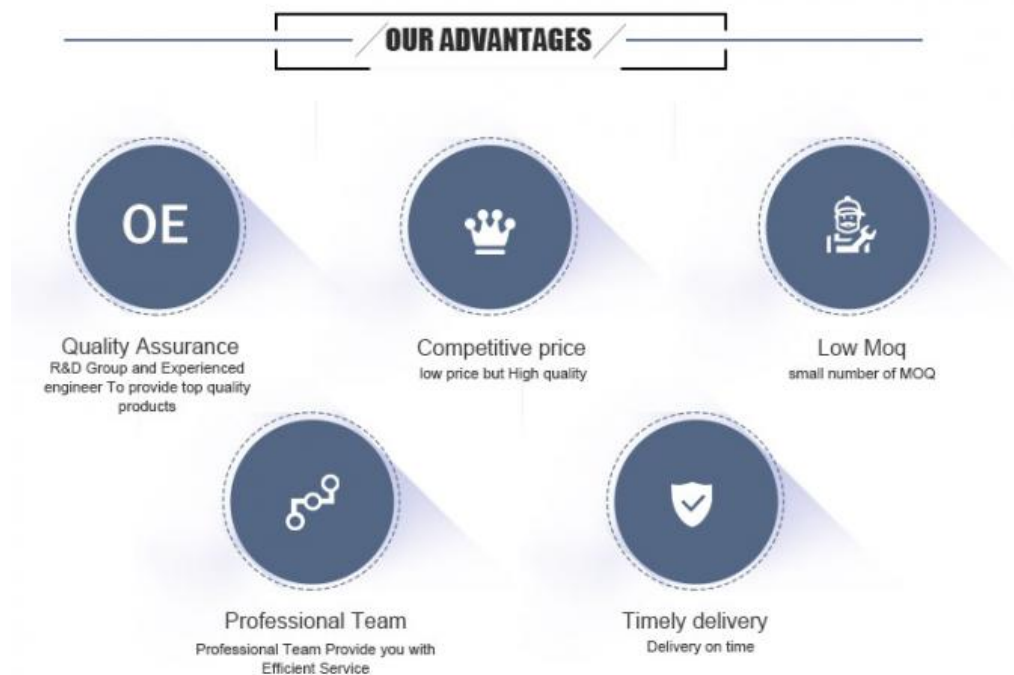 OUR ADVANTAGES
OE
Quality Assurance
R&D Group and Experienced
engineer To provide top quality
products
Competitive price
low price but High quality
Low Moq
small number of MOQ
Professional Team
Professional Team Provide you with
Efficient Service
Timely delivery
Delivery on time